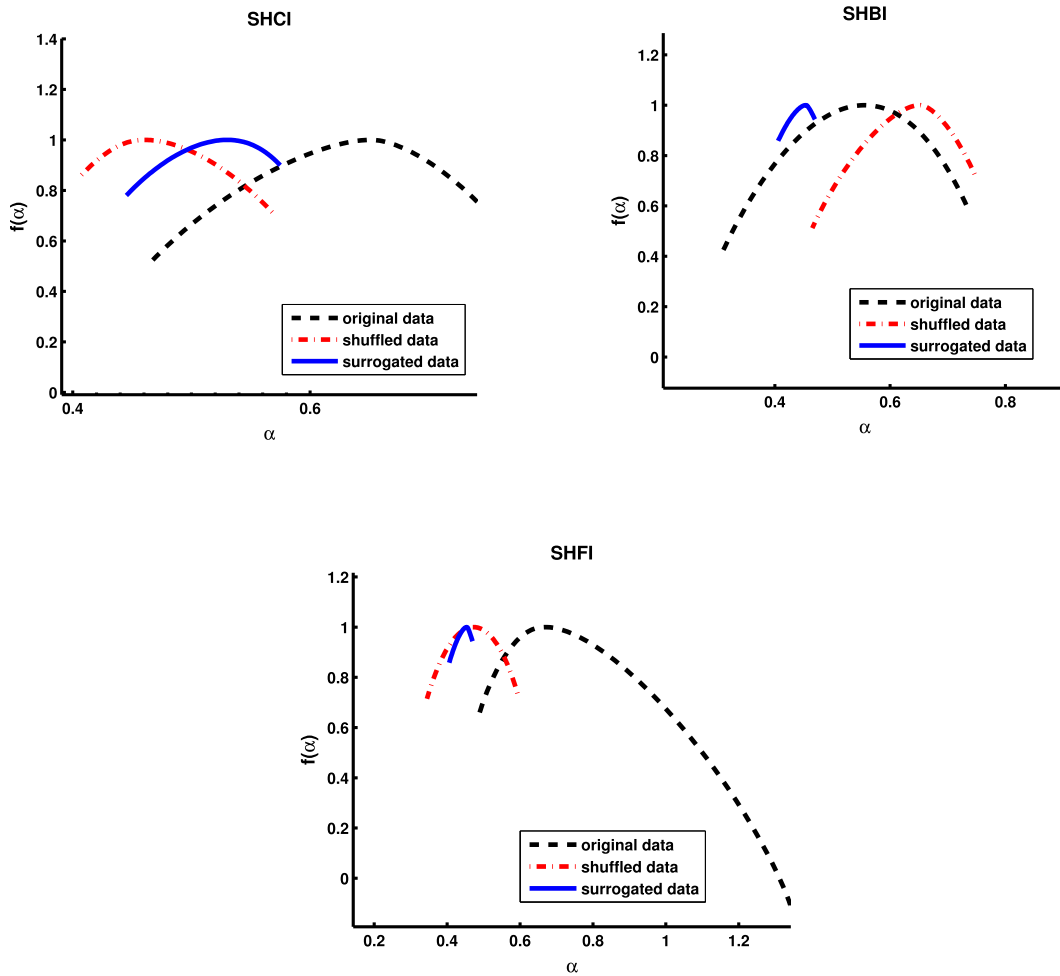 SHCI
1.4
1.2
1
0.8
0.6
0.4
0.2
0
f(α)
0.4
0.6
α
original data
shuffled data
surrogated data
SHBI
1.2
1
0.8
0.6
0.4
0.2
0
f(α)
0.4
0.6
0.8
α
original data
shuffled data
surrogated data
SHFI
1.2
1
0.8
0.6
0.4
0.2
0
f(α)
0.2
0.4
0.6
0.8
1
1.2
α
original data
shuffled data
surrogated data